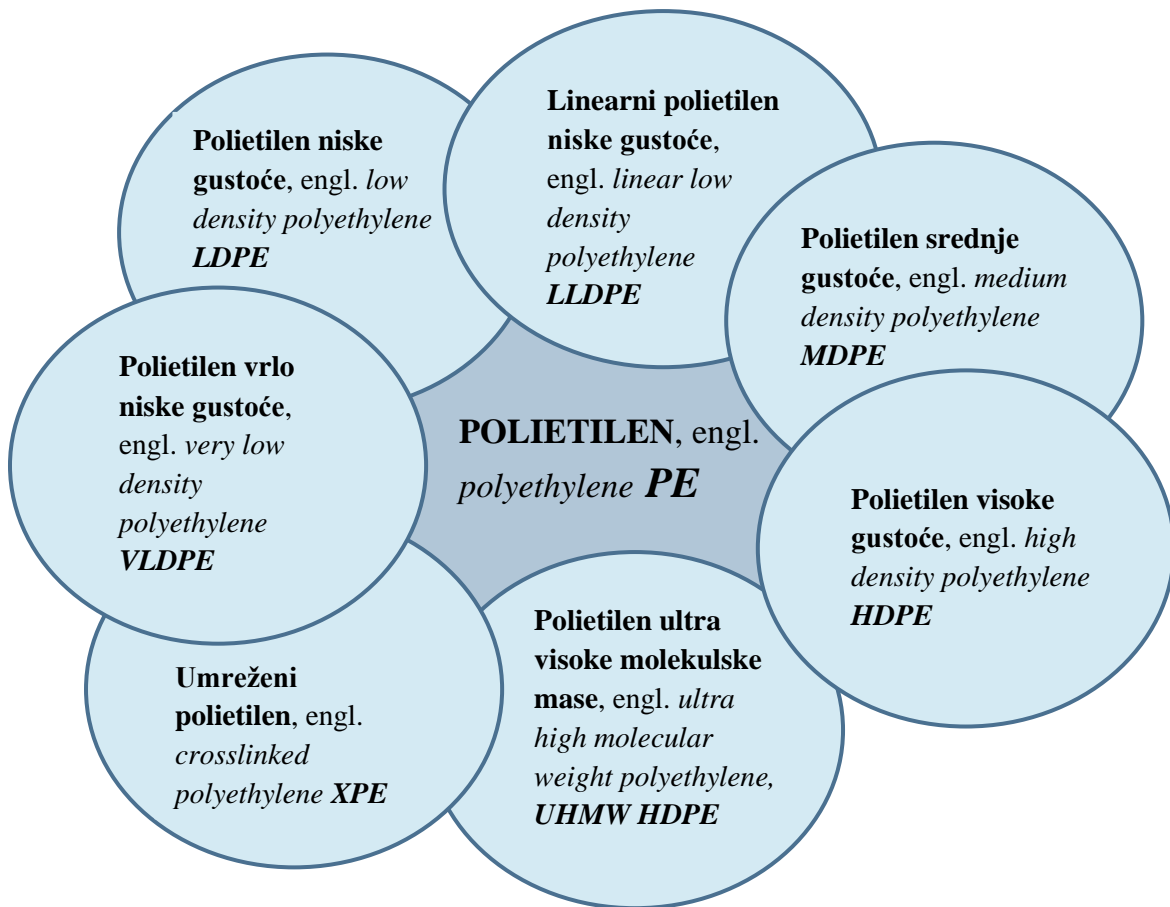 Polietilen niske
gustoće, engl. low
density polyethylene
LDPE
Linearni polietilen
niske gustoće,
engl. linear low
density
polyethylene
LLDPE
Polietilen srednje
gustoće, engl. medium
density polyethylene
MDPE
Polietilen vrlo
niske gustoće,
engl. very low
density
polyethylene
VLDPE
POLIETILEN, engl.
polyethylene PE
Polietilen visoke
gustoće, engl. high
density polyethylene
HDPE
Umreženi
polietilen, engl.
crosslinked
polyethylene XPE
Polietilen ultra
visoke molekulske
mase, engl. ultra
high molecular
weight polyethylene,
UHMW HDPE